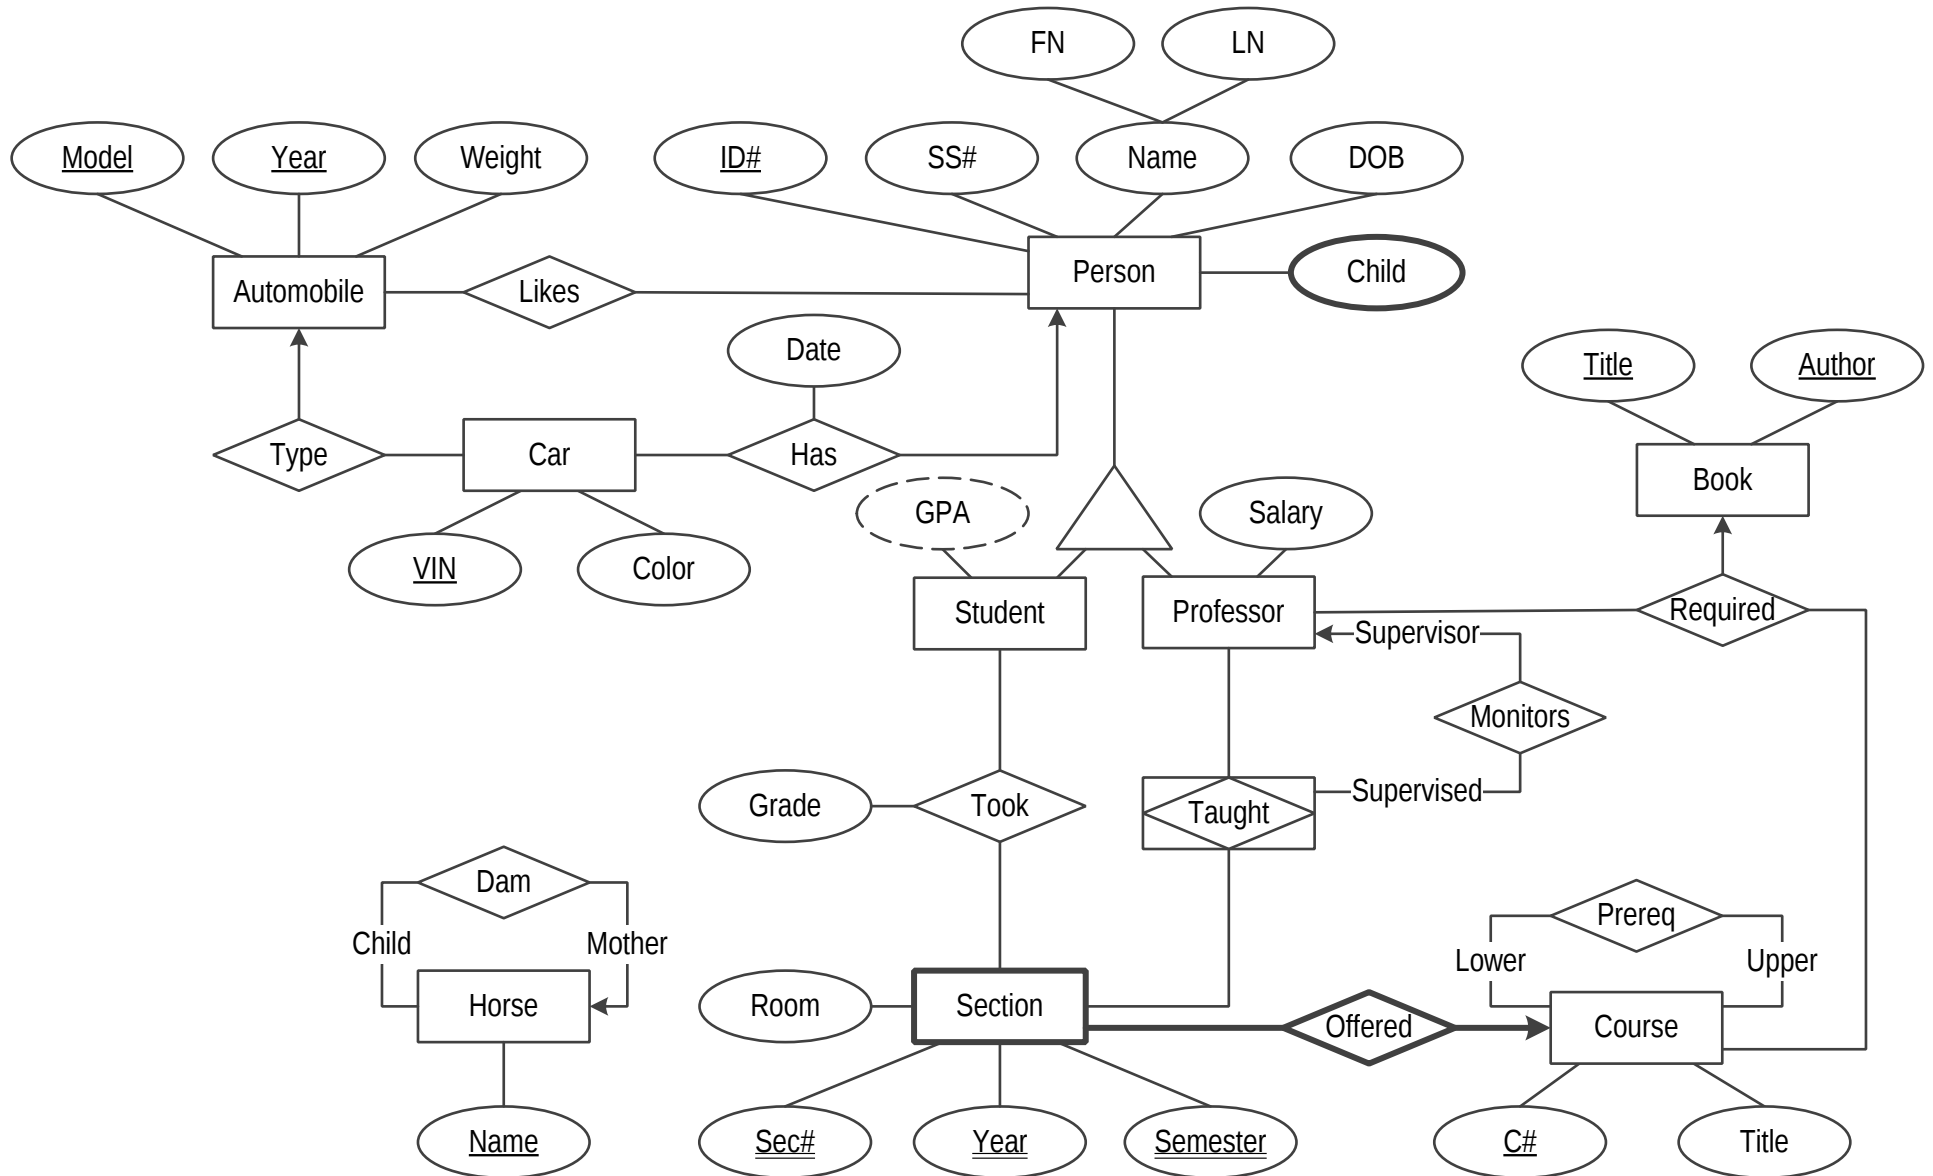 FN
LN
Model
Year
Weight
ID#
SS#
Name
DOB
Automobile
Likes
Person
Child
Date
Title
Author
Type
Car
Has
Book
GPA
Salary
VIN
Color
Student
Professor
Required
Supervisor
Monitors
Supervised
Grade
Took
Taught
Dam
Child
Mother
Prereq
Lower
Upper
Horse
Room
Section
Offered
Course
Name
Sec#
Year
Semester
C#
Title